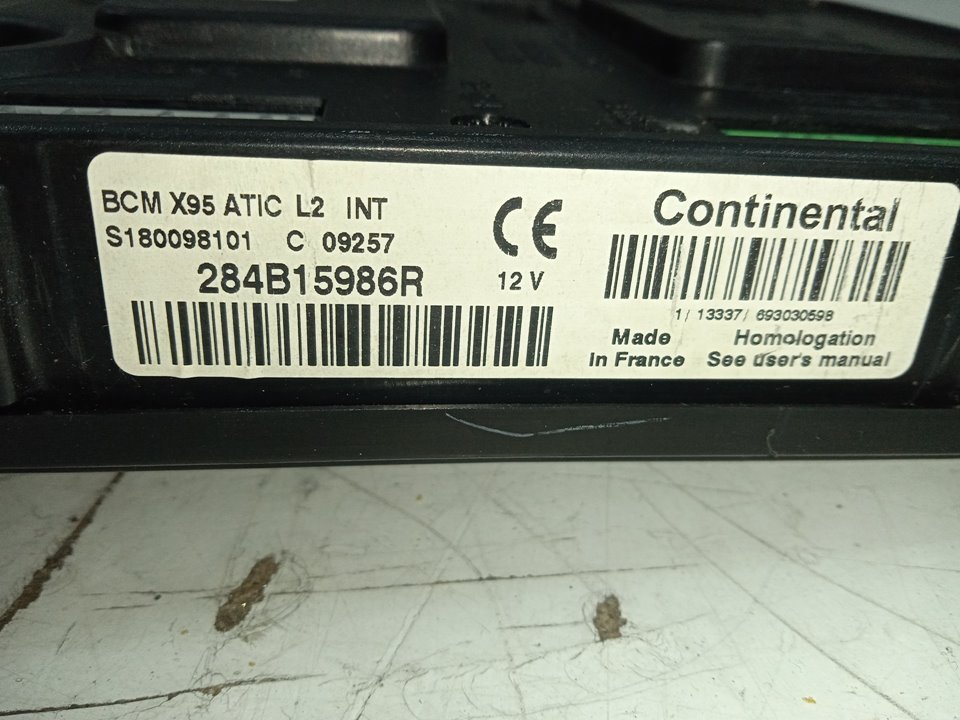 BCM X95 ATIC L2 INT
S180098101 C 09257
284B15986R
CE
12 V
Continental
1/ 13337/ 693030598
Made
In France
Homologation
See user's manual